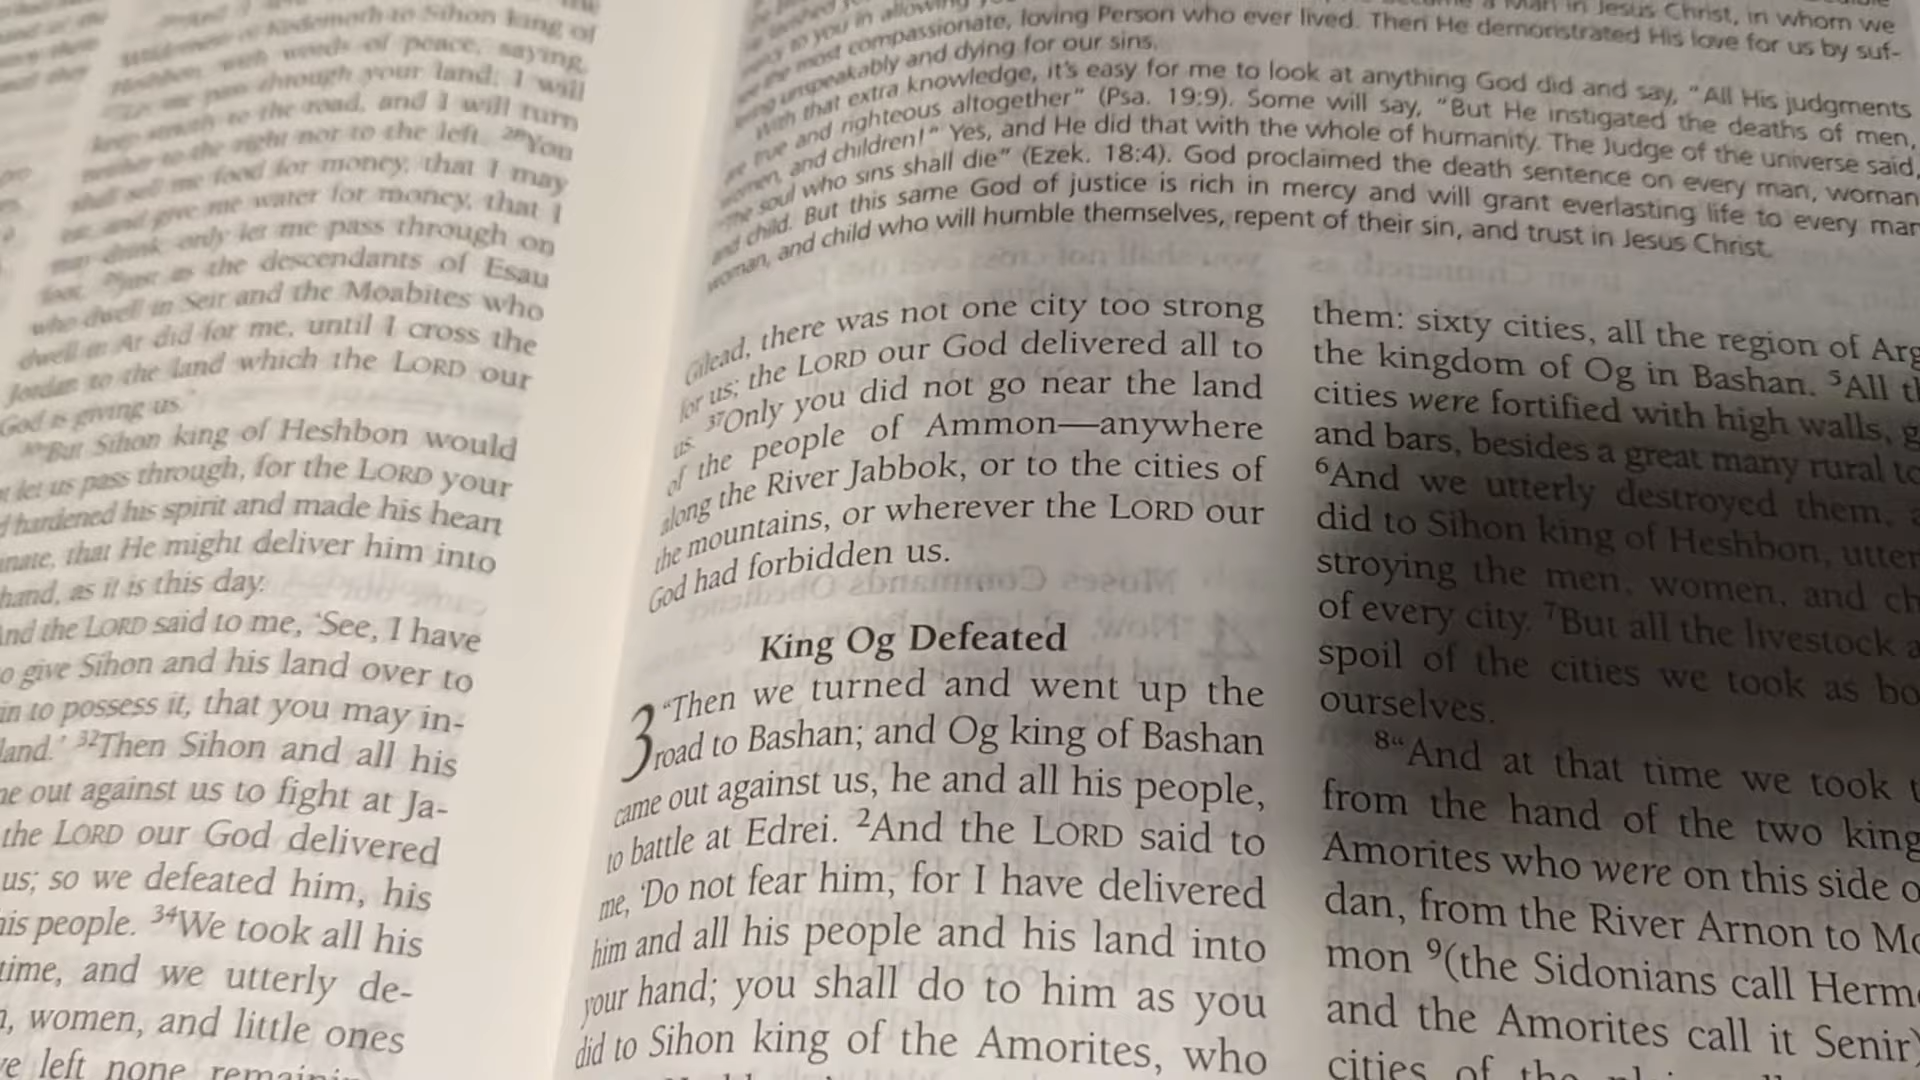 Kedemoth to Sihon king of
Heshbon, with words of peace, saying,
pass through your land; I will
to the road, and I will turn
neither to the right nor to the left. 28You
shall sell me food for money, that I may
eat, and give me water for money, that I
may drink; only let me pass through on
foot, 29just as the descendants of Esau
who dwell in Seir and the Moabites who
dwell in Ar did for me, until I cross the
Jordan to the land which the LORD our
God is giving us.'
30"But Sihon king of Heshbon would
let us pass through, for the LORD your
hardened his spirit and made his heart
nate, that He might deliver him into
hand, as it is this day.
And the LORD said to me, 'See, I have
o give Sihon and his land over to
in to possess it, that you may in-
land.' 32Then Sihon and all his
me out against us to fight at Ja-
the LORD our God delivered
us; so we defeated him, his
his people. 34We took all his
time, and we utterly de-
n, women, and little ones
ve left none remaining
a Man in Jesus Christ, in whom we
see the most compassionate, loving Person who ever lived. Then He demonstrated His love for us by suf-
fering unspeakably and dying for our sins.
With that extra knowledge, it's easy for me to look at anything God did and say, "All His judgments
are true and righteous altogether" (Psa. 19:9). Some will say, "But He instigated the deaths of men,
women, and children!" Yes, and He did that with the whole of humanity. The Judge of the universe said,
"The soul who sins shall die" (Ezek. 18:4). God proclaimed the death sentence on every man, woman
and child. But this same God of justice is rich in mercy and will grant everlasting life to every man
woman, and child who will humble themselves, repent of their sin, and trust in Jesus Christ.
Gilead, there was not one city too strong
for us; the LORD our God delivered all to
us. 37Only you did not go near the land
of the people of Ammon—anywhere
along the River Jabbok, or to the cities of
the mountains, or wherever the LORD our
God had forbidden us.
King Og Defeated
3 "Then we turned and went up the
road to Bashan; and Og king of Bashan
came out against us, he and all his people,
to battle at Edrei. 2And the LORD said to
me, 'Do not fear him, for I have delivered
him and all his people and his land into
your hand; you shall do to him as you
did to Sihon king of the Amorites, who
them: sixty cities, all the region of Arg
the kingdom of Og in Bashan. 5All th
cities were fortified with high walls, g
and bars, besides a great many rural to
6And we utterly destroyed them, a
did to Sihon king of Heshbon, utter
stroying the men, women, and ch
of every city. 7But all the livestock a
spoil of the cities we took as bo
ourselves.
8"And at that time we took t
from the hand of the two king
Amorites who were on this side o
dan, from the River Arnon to Mo
mon 9(the Sidonians call Hermo
and the Amorites call it Senir)
cities of the